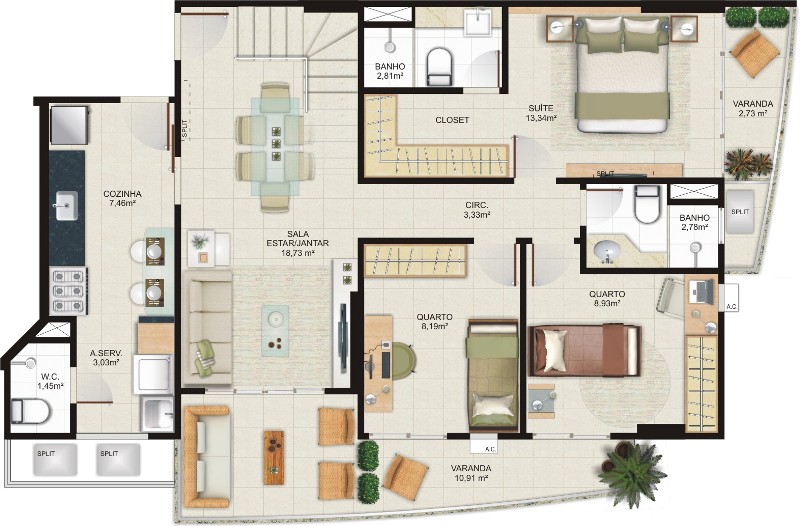 BANHO
2,81m²
CLOSET
SUÍTE
13,34m²
VARANDA
2,73 m²
SPLIT
COZINHA
7,46m²
SPLIT
CIRC.
3,33m²
SPLIT
BANHO
2,78m²
SALA
ESTAR/JANTAR
18,73 m²
QUARTO
8,19m²
QUARTO
8,93m²
A.C.
A.SERV.
3,03m²
W.C.
1,45m²
SPLIT
SPLIT
A.C.
VARANDA
10,91 m²